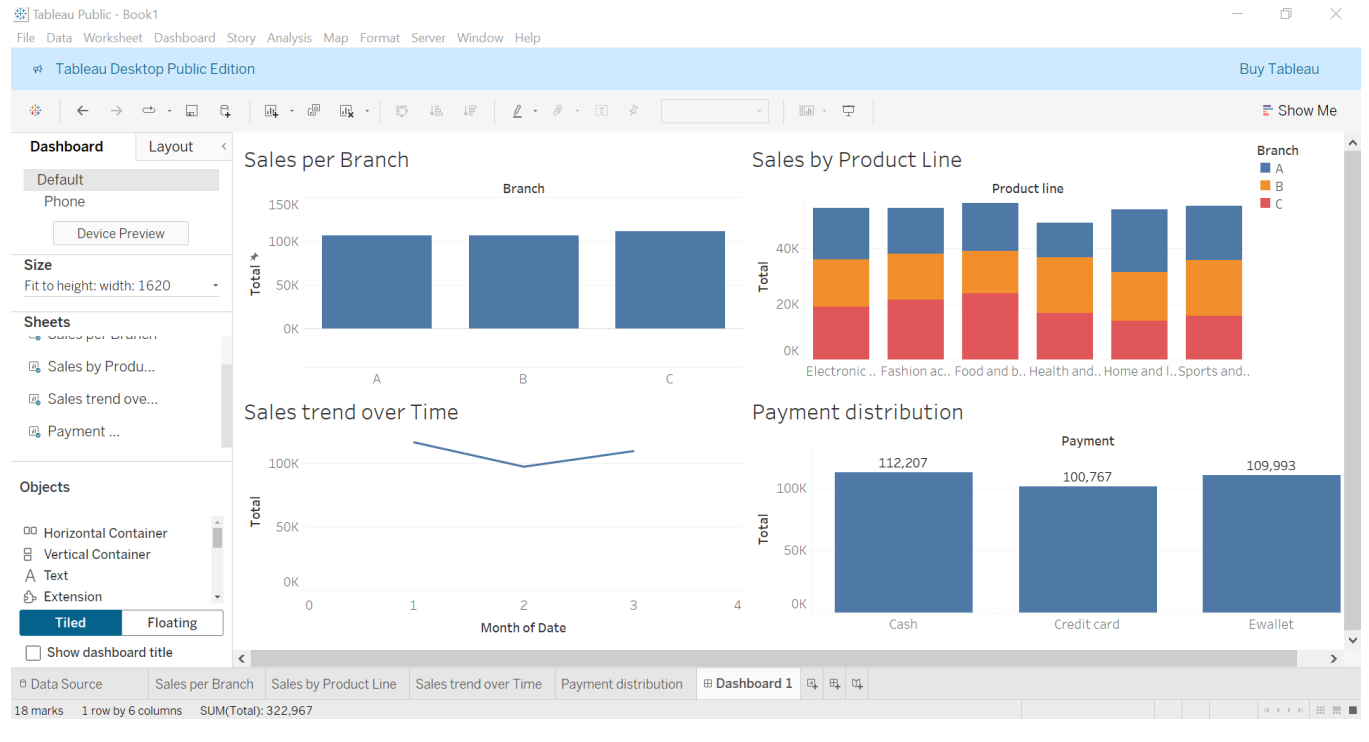 Tableau Public - Book1
File Data Worksheet Dashboard Story Analysis Map Format Server Window Help
Tableau Desktop Public Edition
Buy Tableau
Show Me
Dashboard
Layout
Default
Phone
Device Preview
Size
Fit to height: width: 1620
Sheets
Sales per Branch
Sales by Produ...
Sales trend ove...
Payment ...
Objects
Horizontal Container
Vertical Container
A Text
Extension
Tiled
Floating
Show dashboard title
Sales per Branch
Branch
150K
100K
50K
0K
Total
A B C
Sales by Product Line
Product line
40K
20K
0K
Total
Electronic .. Fashion ac.. Food and b.. Health and.. Home and l.. Sports and..
Branch
A
B
C
Sales trend over Time
100K
50K
0K
Total
0 1 2 3 4
Month of Date
Payment distribution
Payment
112,207
100,767
109,993
100K
50K
0K
Total
Cash Credit card Ewallet
Data Source Sales per Branch Sales by Product Line Sales trend over Time Payment distribution Dashboard 1
18 marks 1 row by 6 columns SUM(Total): 322,967